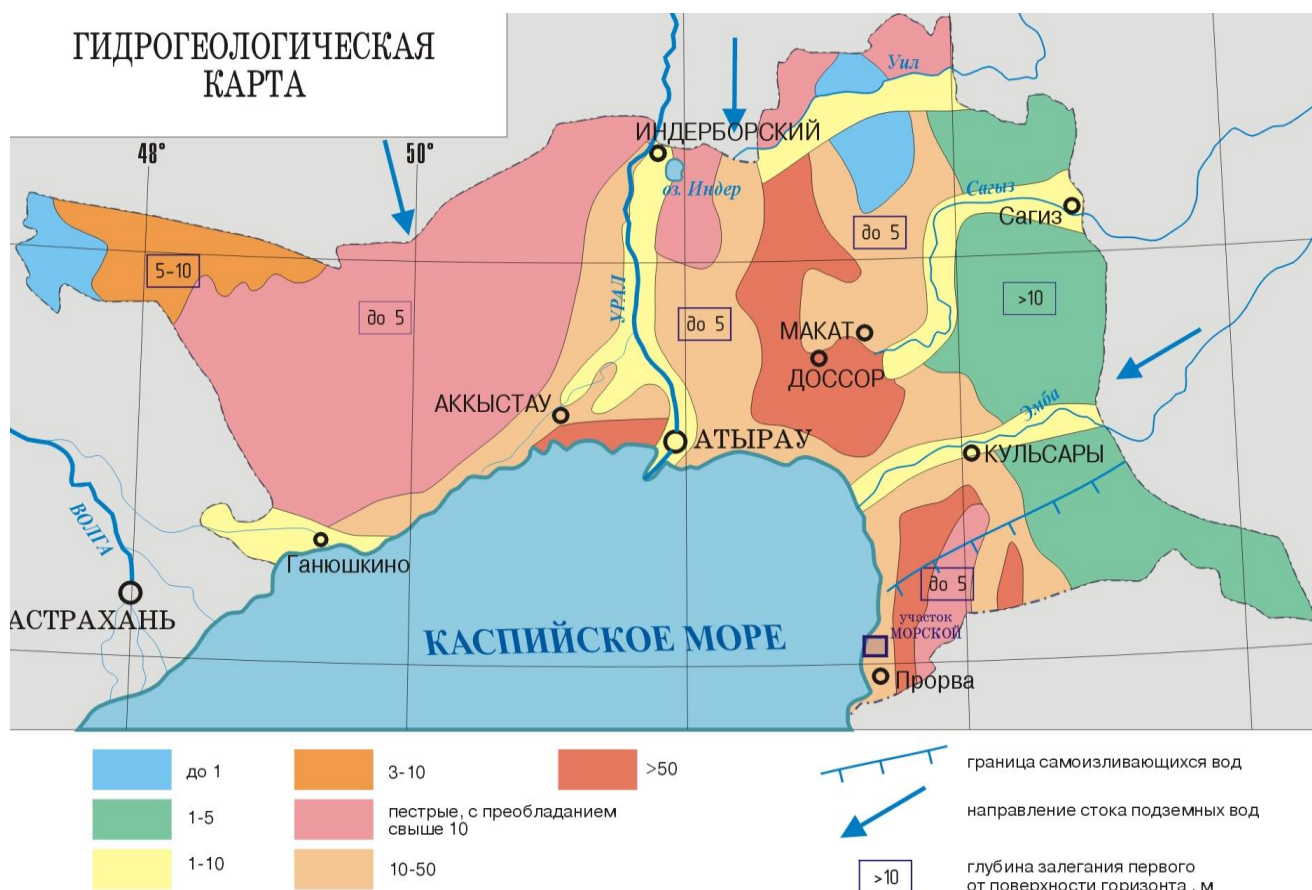 ГИДРОГЕОЛОГИЧЕСКАЯ
КАРТА
48°
50°
Уил
ИНДЕРБОРСКИЙ
оз. Индер
Сагыз
Сагиз
до 5
5-10
>10
до 5
до 5
УРАЛ
МАКАТ
ДОССОР
АККЫСТАУ
Эмба
АТЫРАУ
КУЛЬСАРЫ
ВОЛГА
Ганюшкино
до 5
АСТРАХАНЬ
участок
МОРСКОЙ
КАСПИЙСКОЕ МОРЕ
Прорва
до 1
3-10
>50
граница самоизливающихся вод
1-5
пестрые, с преобладанием
свыше 10
направление стока подземных вод
1-10
10-50
>10
глубина залегания первого
от поверхности горизонта , м